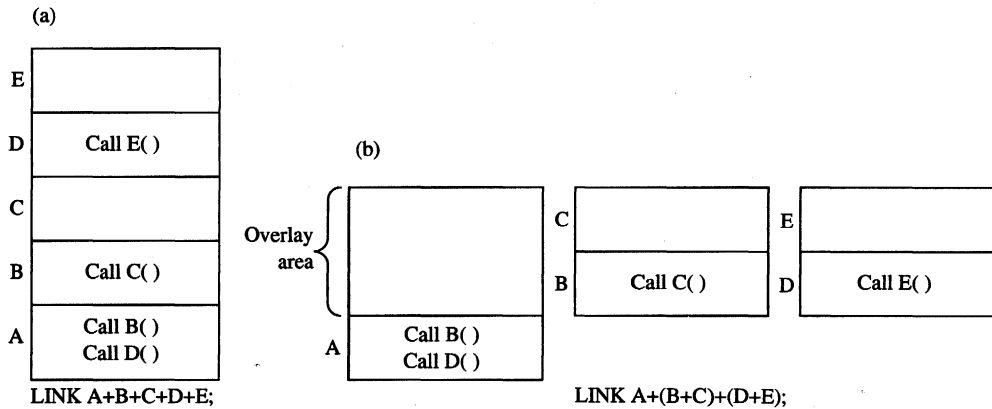 (a)
E
D
Call E( )
C
B
Call C( )
A
Call B( )
Call D( )
LINK A+B+C+D+E;
(b)
Overlay
area
A
Call B( )
Call D( )
C
B
Call C( )
E
D
Call E( )
LINK A+(B+C)+(D+E);